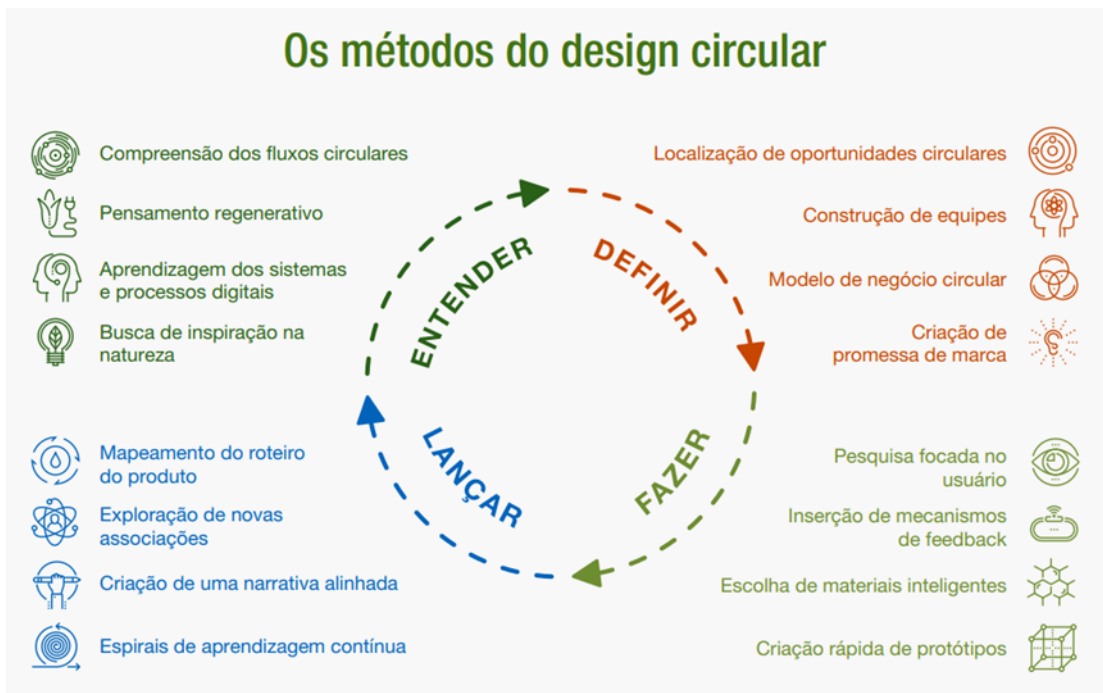 Os métodos do design circular
Compreensão dos fluxos circulares
Pensamento regenerativo
Aprendizagem dos sistemas
e processos digitais
Busca de inspiração na
natureza
Localização de oportunidades circulares
Construção de equipes
Modelo de negócio circular
Criação de
promessa de marca
ENTENDER
DEFINIR
LANÇAR
FAZER
Mapeamento do roteiro
do produto
Exploração de novas
associações
Criação de uma narrativa alinhada
Espirais de aprendizagem contínua
Pesquisa focada no
usuário
Inserção de mecanismos
de feedback
Escolha de materiais inteligentes
Criação rápida de protótipos